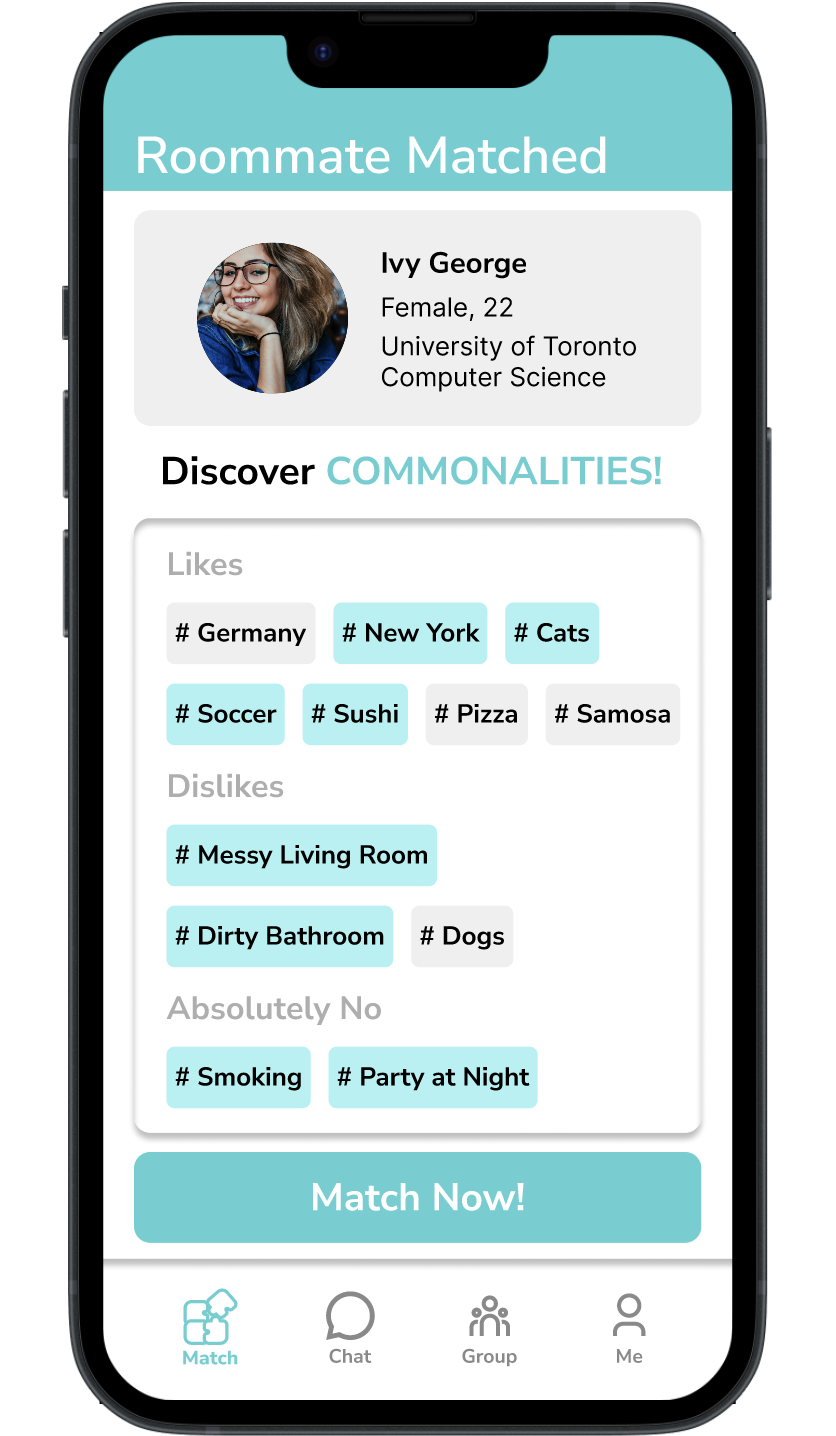 Roommate Matched
Ivy George
Female, 22
University of Toronto
Computer Science
Discover COMMONALITIES!
Likes
# Germany # New York # Cats
# Soccer # Sushi # Pizza # Samosa
Dislikes
# Messy Living Room
# Dirty Bathroom # Dogs
Absolutely No
# Smoking # Party at Night
Match Now!
Match Chat Group Me